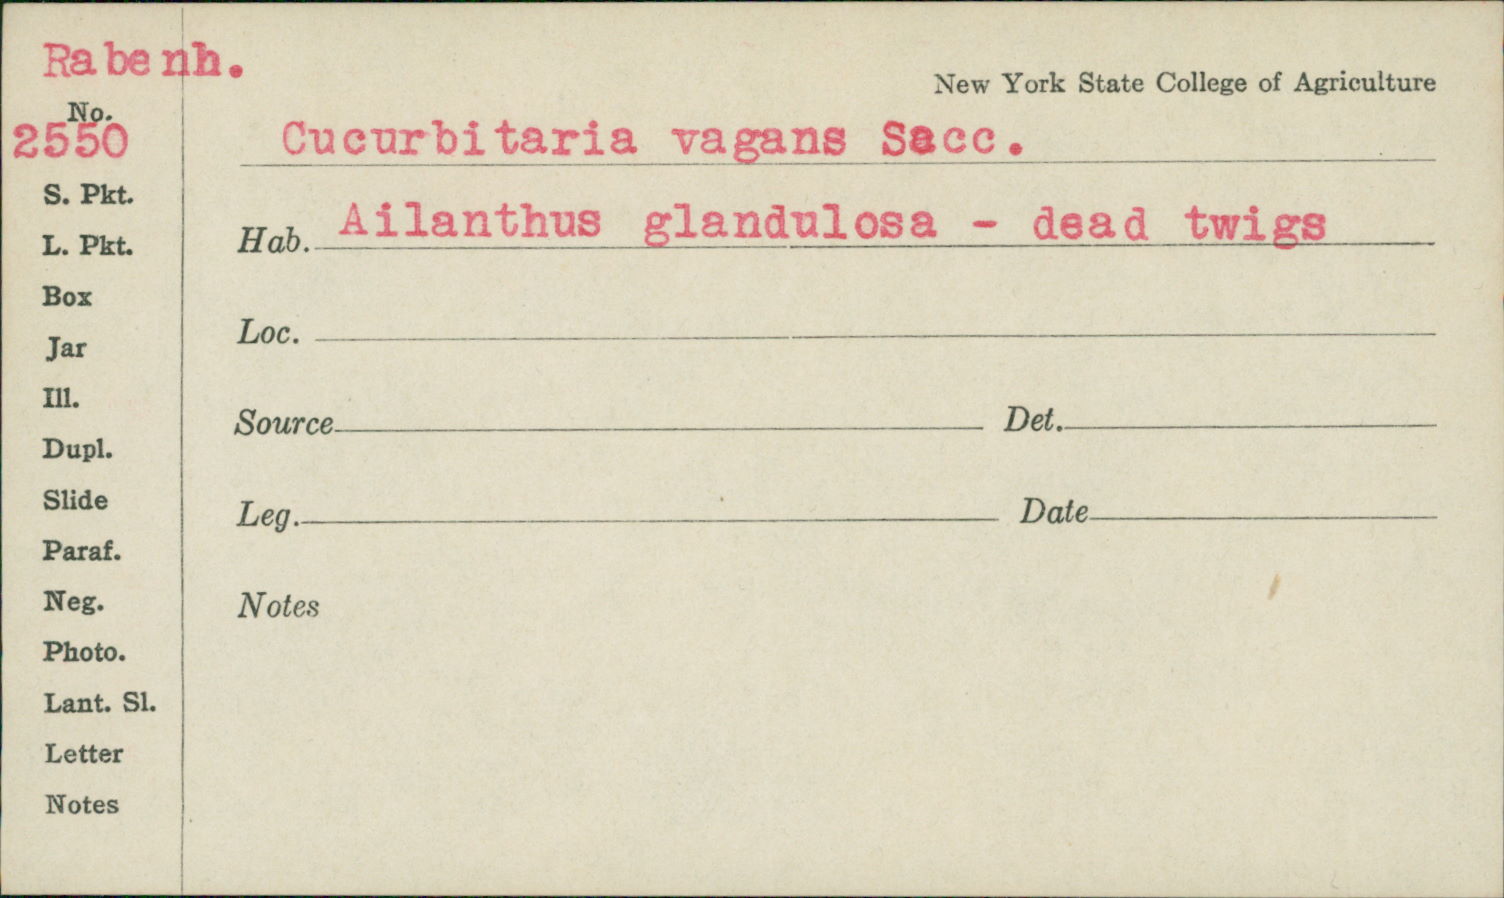 Rabenh.
New York State College of Agriculture
No.
2550
Cucurbitaria vagans Sacc.
S. Pkt.
Hab. Ailanthus glandulosa - dead twigs
L. Pkt.
Box
Loc.
Jar
Ill.
Source Det.
Dupl.
Slide
Leg. Date
Paraf.
Neg.
Notes
Photo.
Lant. Sl.
Letter
Notes